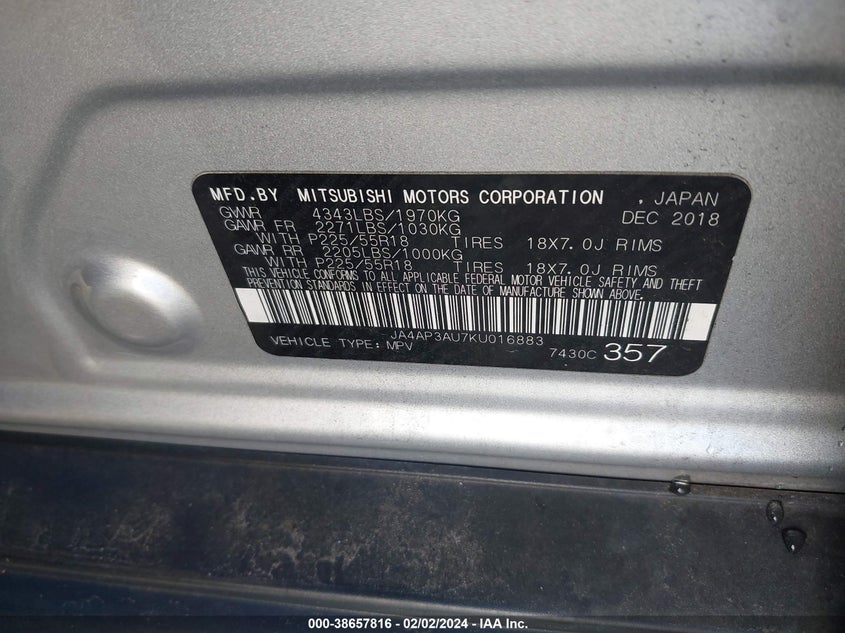 MFD.BY MITSUBISHI MOTORS CORPORATION , JAPAN
GVWR 4343LBS/1970KG DEC 2018
GAWR FR 2271LBS/1030KG
WITH P225/55R18 TIRES 18X7.0J RIMS
GAWR RR 2205LBS/1000KG
WITH P225/55R18 TIRES 18X7.0J RIMS
THIS VEHICLE CONFORMS TO ALL APPLICABLE FEDERAL MOTOR VEHICLE SAFETY AND THEFT
PREVENTION STANDARDS IN EFFECT ON THE DATE OF MANUFACTURE SHOWN ABOVE.
JA4AP3AU7KU016883
VEHICLE TYPE: MPV 7430C 357
000-38657816 - 02/02/2024 - IAA Inc.